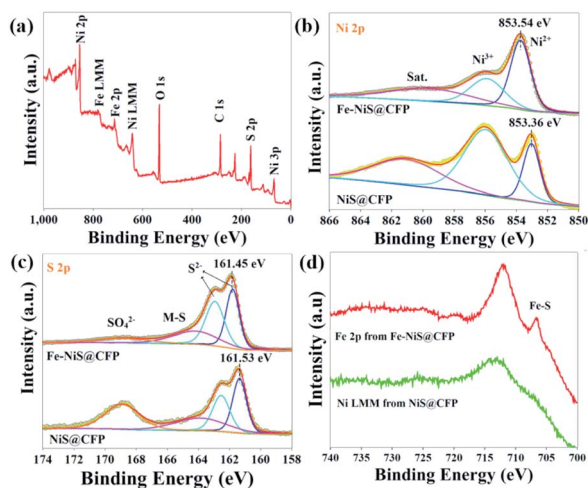 (a)
Ni 2p
Fe LMM
Fe 2p
Ni LMM
O 1s
C 1s
S 2p
Ni 3p
Intensity (a.u.)
1,000 800 600 400 200 0
Binding Energy (eV)
(b)
Ni 2p
853.54 eV
Ni3+
Ni2+
Sat.
Fe-NiS@CFP
853.36 eV
NiS@CFP
Intensity (a.u.)
866 864 862 860 858 856 854 852 850
Binding Energy (eV)
(c)
S 2p
161.45 eV
S2-
M-S
SO42-
Fe-NiS@CFP
161.53 eV
NiS@CFP
Intensity (a.u.)
174 172 170 168 166 164 162 160 158
Binding Energy (eV)
(d)
Fe-S
Fe 2p from Fe-NiS@CFP
Ni LMM from NiS@CFP
Intensity (a.u)
740 735 730 725 720 715 710 705 700
Binding Energy (eV)